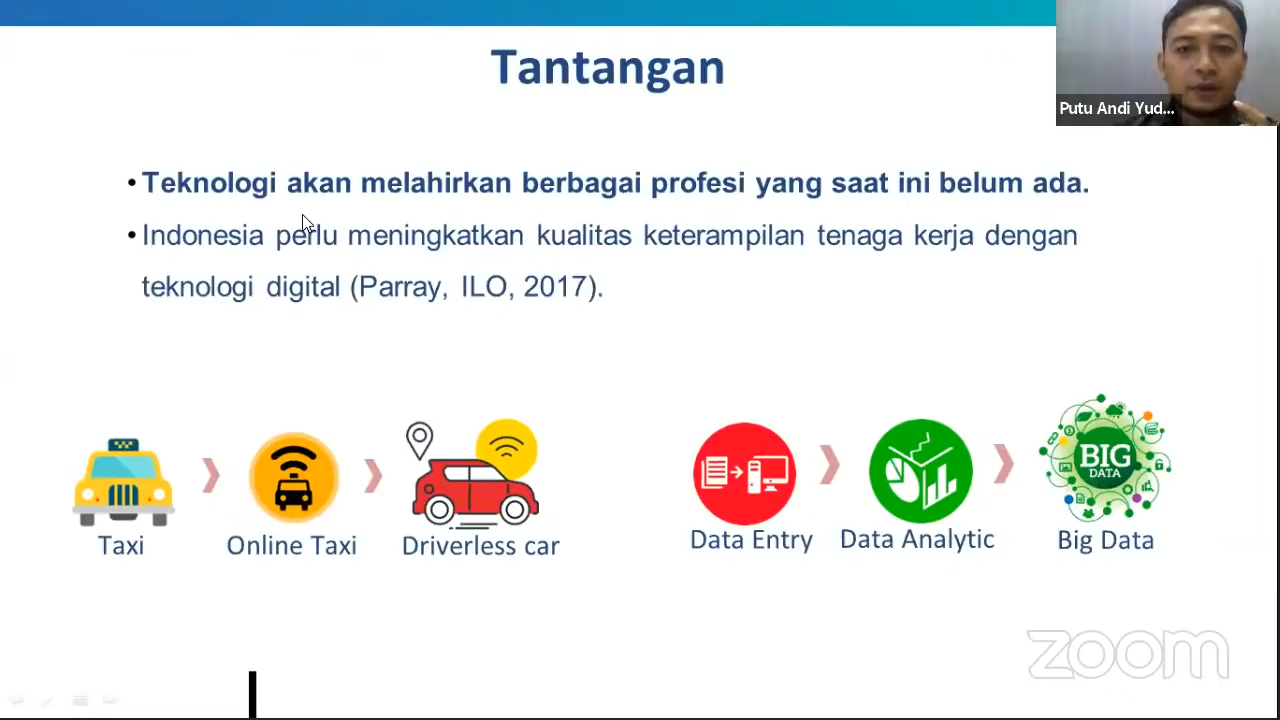 Tantangan
Putu Andi Yud...
• Teknologi akan melahirkan berbagai profesi yang saat ini belum ada.
• Indonesia perlu meningkatkan kualitas keterampilan tenaga kerja dengan
teknologi digital (Parray, ILO, 2017).
BIG
DATA
Taxi
Online Taxi
Driverless car
Data Entry
Data Analytic
Big Data
zoom